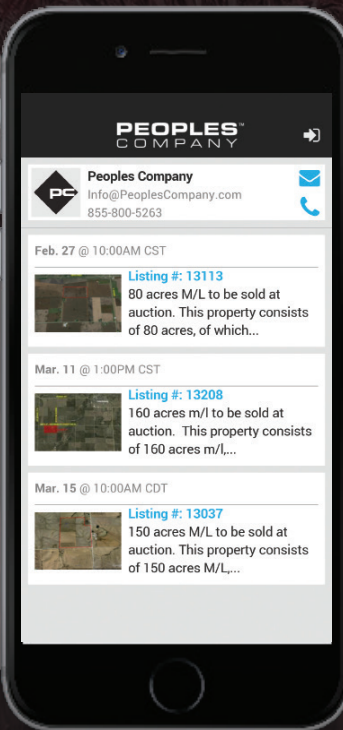 PEOPLES™
COMPANY
PC
Peoples Company
Info@PeoplesCompany.com
855-800-5263
Feb. 27 @ 10:00AM CST
Listing #: 13113
80 acres M/L to be sold at
auction. This property consists
of 80 acres, of which...
Mar. 11 @ 1:00PM CST
Listing #: 13208
160 acres m/l to be sold at
auction.  This property consists
of 160 acres m/l,...
Mar. 15 @ 10:00AM CDT
Listing #: 13037
150 acres M/L to be sold at
auction. This property consists
of 150 acres M/L,...